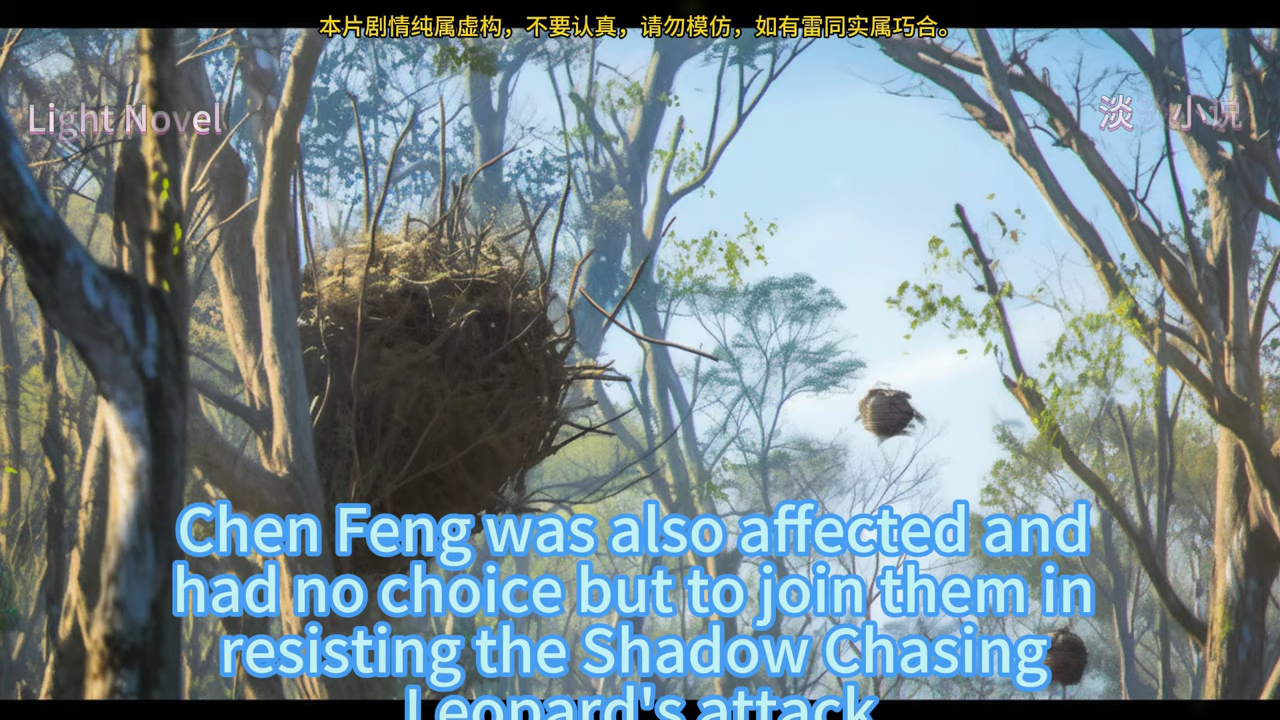 本片剧情纯属虚构，不要认真，请勿模仿，如有雷同实属巧合。
Light Novel
淡 小说
Chen Feng was also affected and
had no choice but to join them in
resisting the Shadow Chasing
Leopard's attack